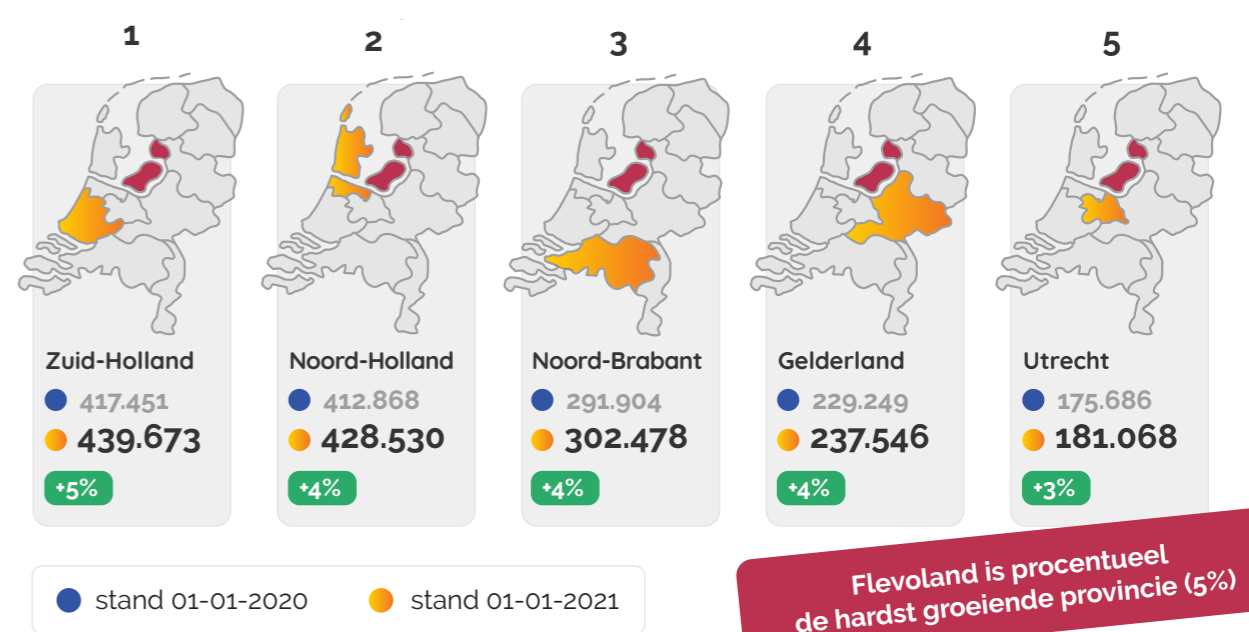 1
2
3
4
5
Zuid-Holland
417.451
439.673
+5%
Noord-Holland
412.868
428.530
+4%
Noord-Brabant
291.904
302.478
+4%
Gelderland
229.249
237.546
+4%
Utrecht
175.686
181.068
+3%
stand 01-01-2020
stand 01-01-2021
Flevoland is procentueel
de hardst groeiende provincie (5%)